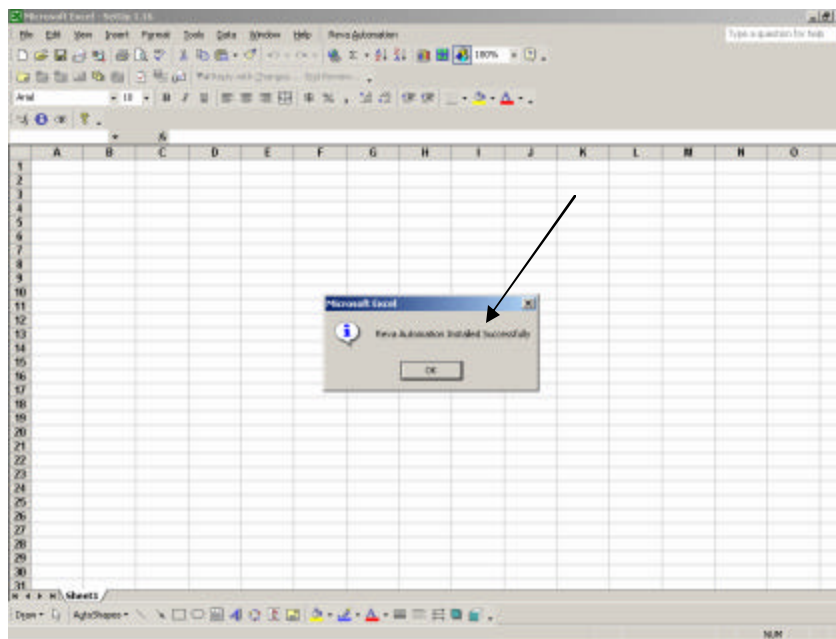 Microsoft Excel - SetUp 1.16
File Edit View Insert Format Tools Data Window Help Reva Automation
Type a question for help
100%
Reply with Changes...
Arial 10
A B C D E F G H I J K L M N O
1
2
3
4
5
6
7
8
9
10
11
12
13
14
15
16
17
18
19
20
21
22
23
24
25
26
27
28
29
30
31
Microsoft Excel
Reva Automation Installed Successfully
OK
Sheet1
Draw AutoShapes
NUM